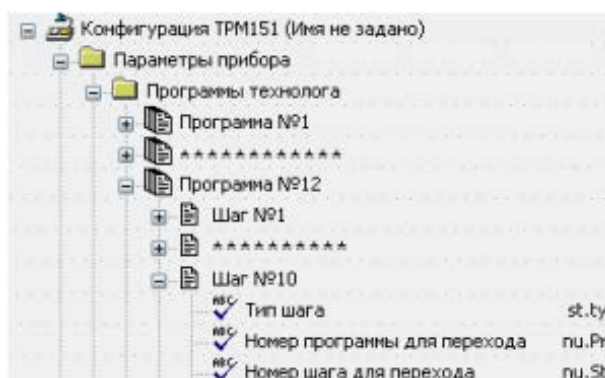 Конфигурация ТРМ151 (Имя не задано)
Параметры прибора
Программы технолога
Программа №1
* * * * * * * * * * * *
Программа №12
Шаг №1
* * * * * * * * * *
Шаг №10
Тип шага st.ty
Номер программы для перехода nu.Pr
Номер шага для перехода nu.St